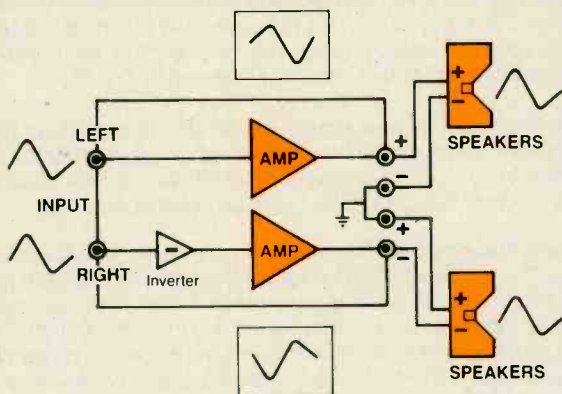 LEFT
INPUT
RIGHT
Inverter
AMP
AMP
+
−
+
−
+
−
SPEAKERS
+
−
SPEAKERS
−